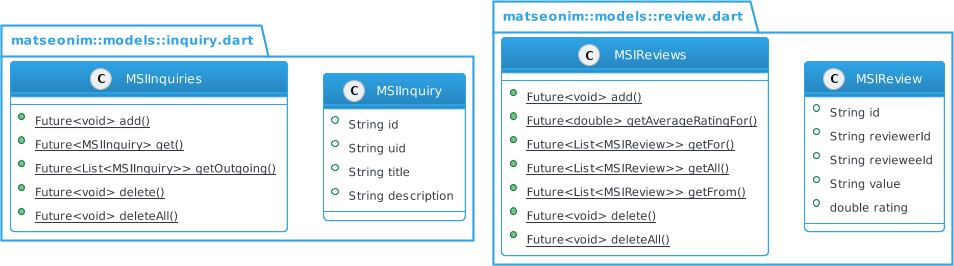 matseonim::models::inquiry.dart
C MSIInquiries
Future<void> add()
Future<MSIInquiry> get()
Future<List<MSIInquiry>> getOutgoing()
Future<void> delete()
Future<void> deleteAll()
C MSIInquiry
String id
String uid
String title
String description
matseonim::models::review.dart
C MSIReviews
Future<void> add()
Future<double> getAverageRatingFor()
Future<List<MSIReview>> getFor()
Future<List<MSIReview>> getAll()
Future<List<MSIReview>> getFrom()
Future<void> delete()
Future<void> deleteAll()
C MSIReview
String id
String reviewerId
String revieweeId
String value
double rating